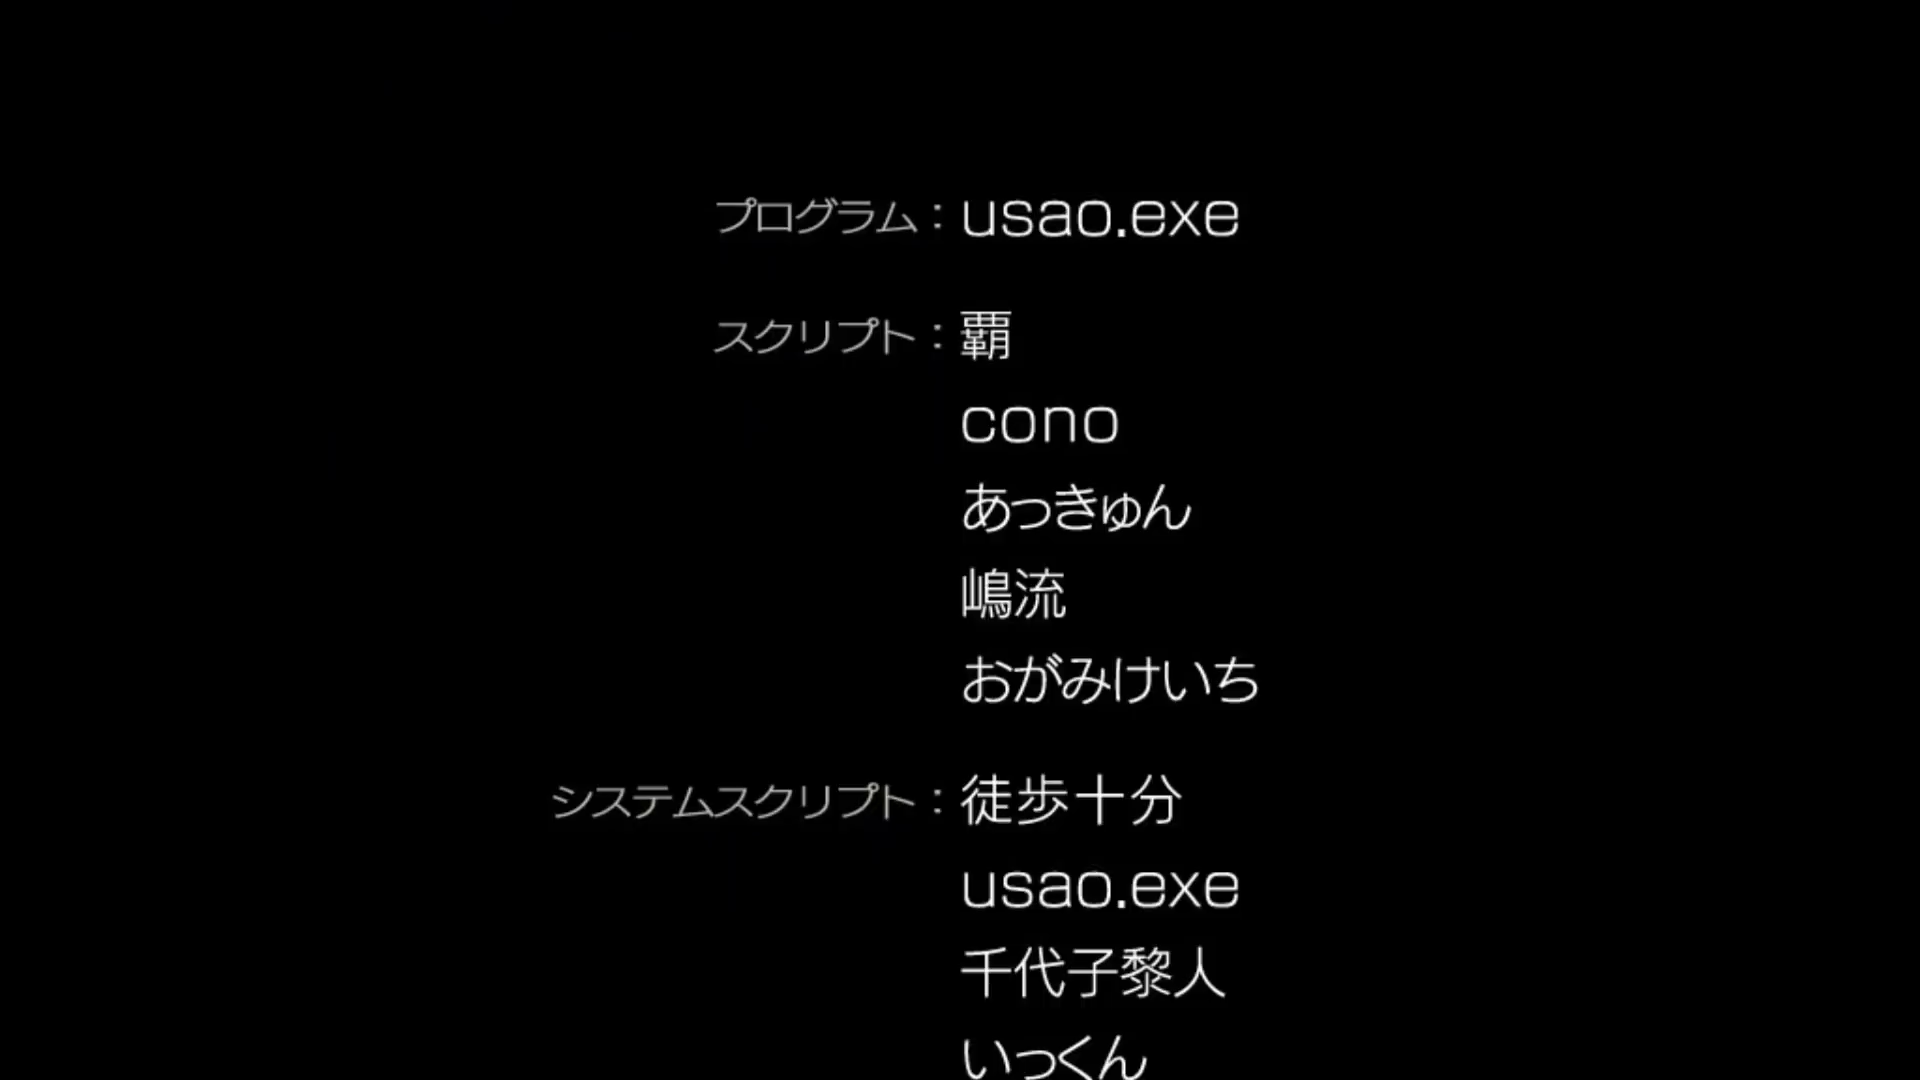 プログラム：usao.exe
スクリプト：覇
cono
あっきゅん
嶋流
おがみけいち
システムスクリプト：徒歩十分
usao.exe
千代子黎人
いっくん